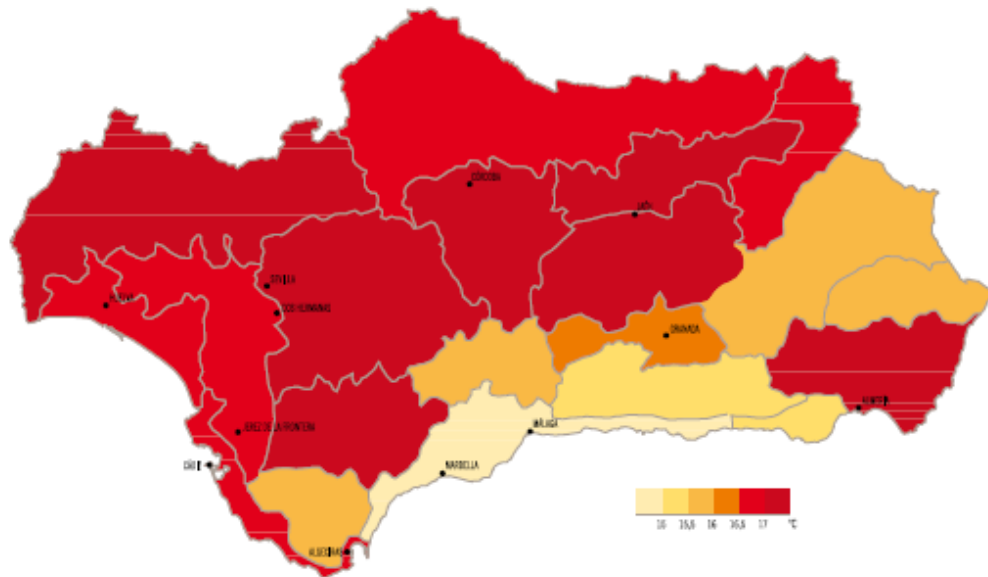 CÓRDOBA
JAÉN
SEVILLA
HUELVA
DOS HERMANAS
GRANADA
ALMERÍA
JEREZ DE LA FRONTERA
MÁLAGA
CÁDIZ
MARBELLA
15 15,5 16 16,5 17 °C
ALGECIRAS